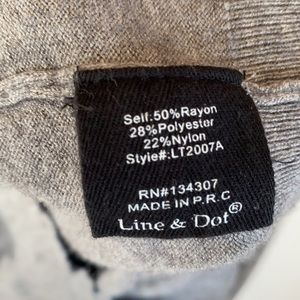 Self:50%Rayon
28%Polyester
22%Nylon
Style#:LT2007A
RN#134307
MADE IN P.R.C
Line & Dot®